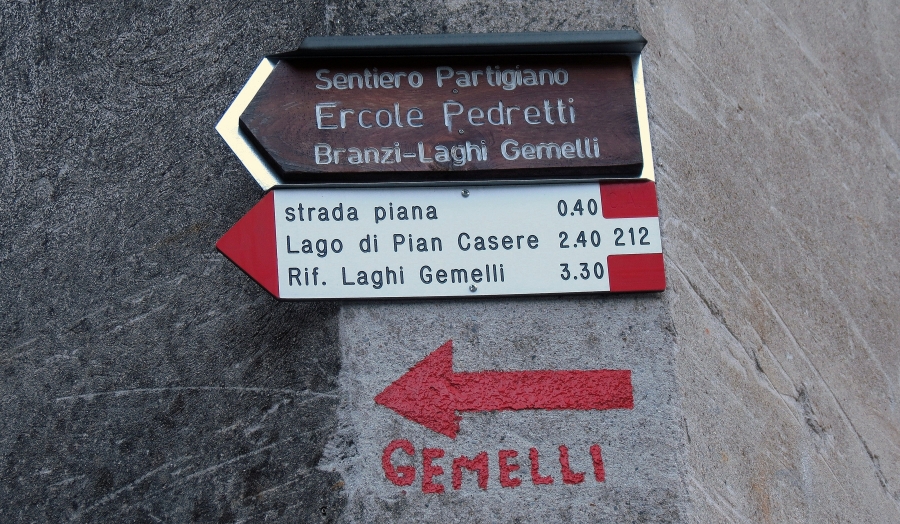 Sentiero Partigiano
Ercole Pedretti
Branzi-Laghi Gemelli
strada piana 0.40
Lago di Pian Casere 2.40 212
Rif. Laghi Gemelli 3.30
GEMELLI